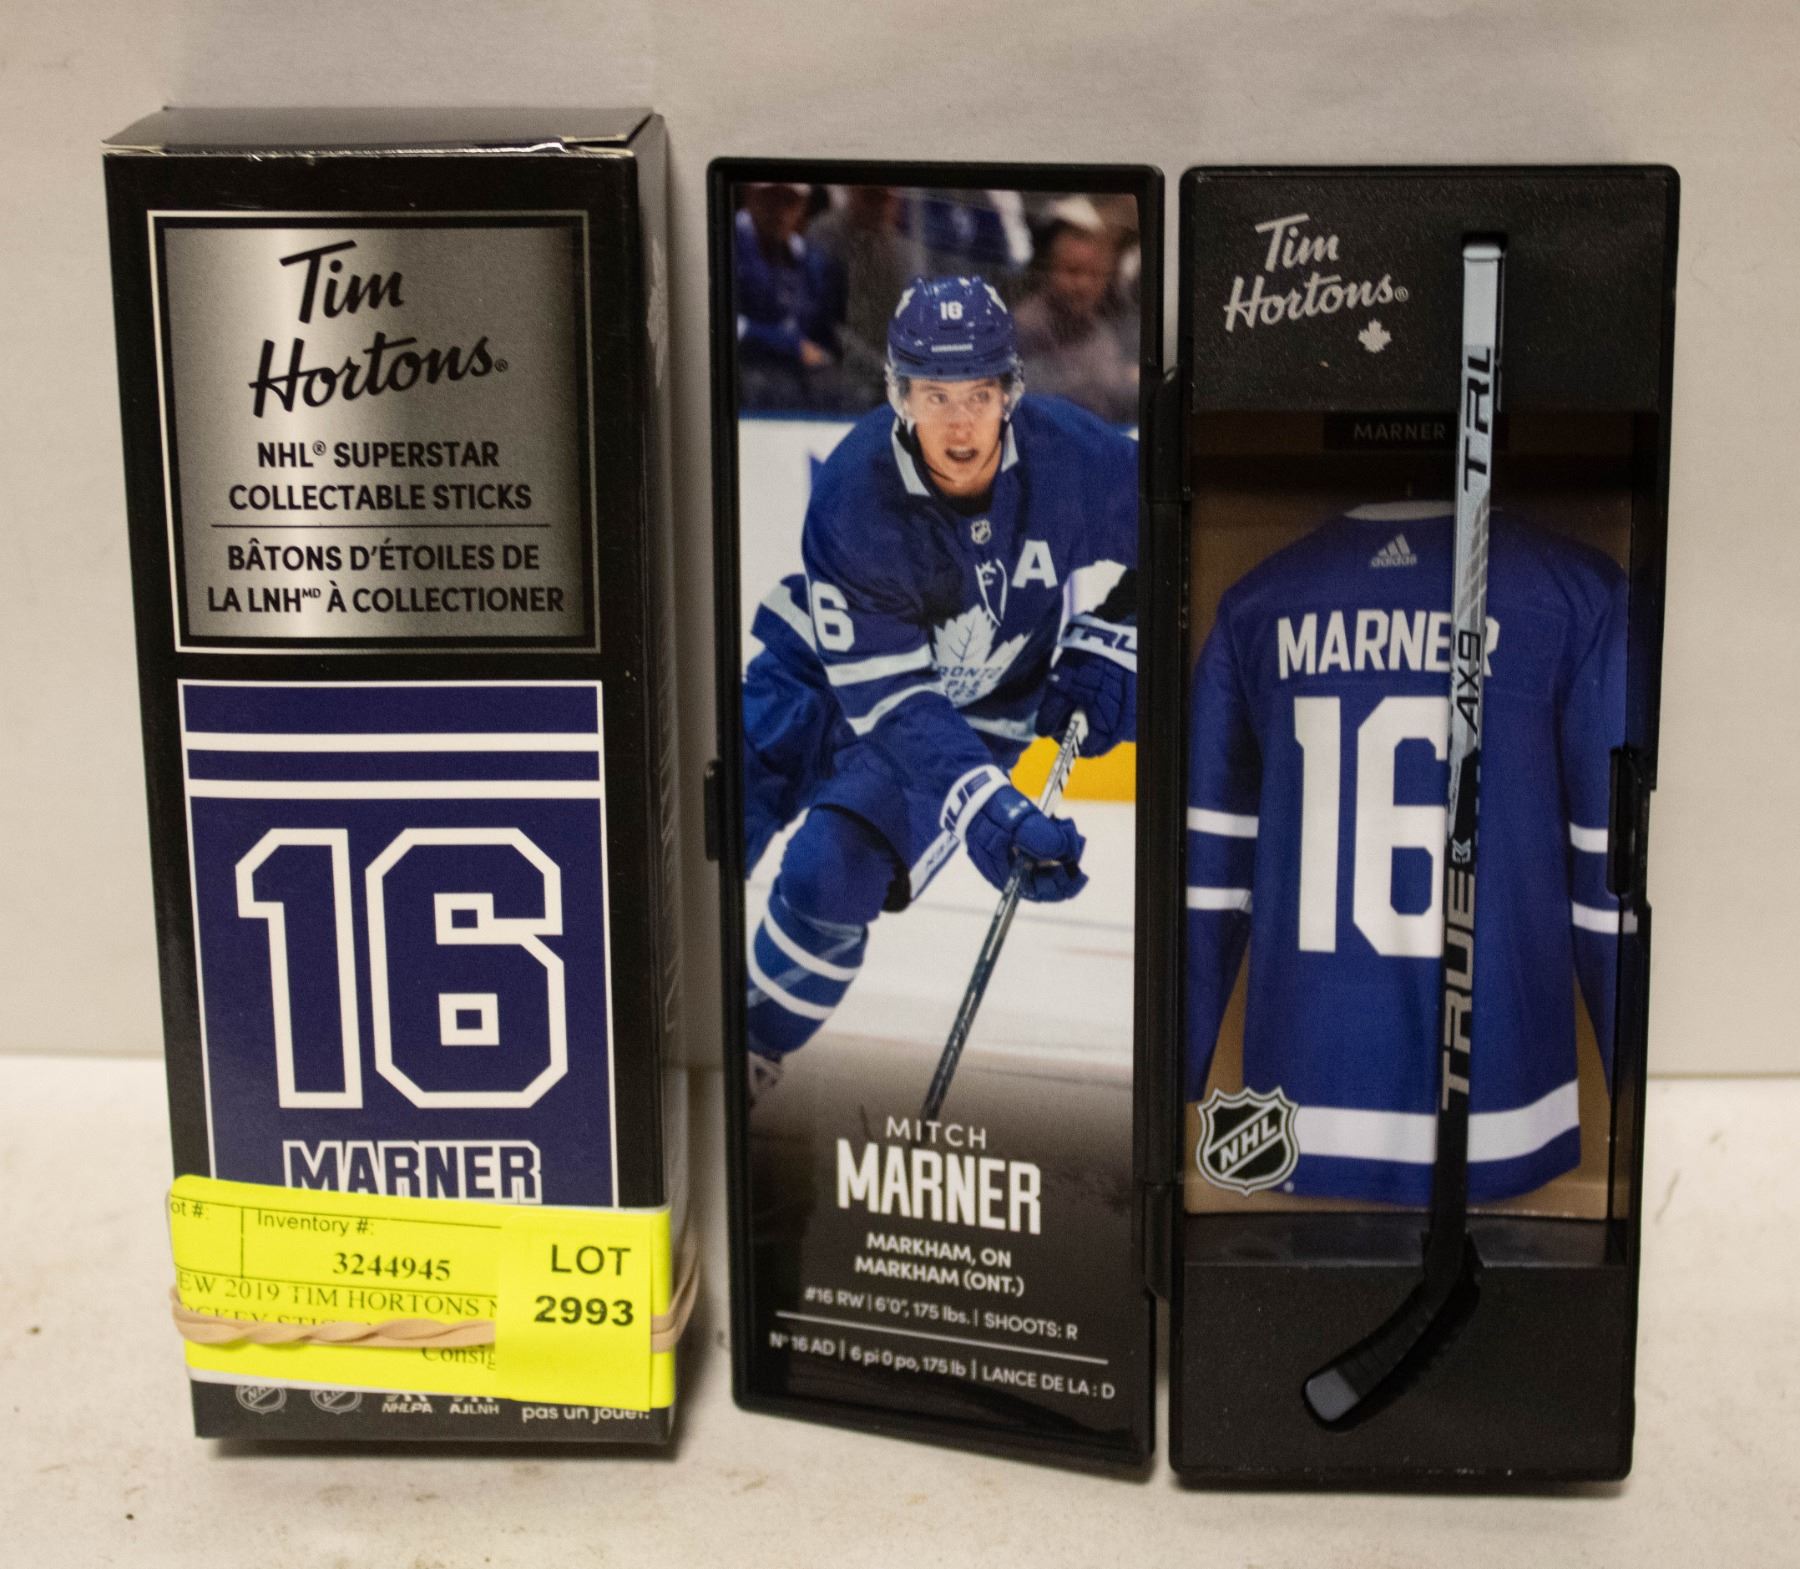 Tim
Hortons®
NHL® SUPERSTAR
COLLECTABLE STICKS
BÂTONS D'ÉTOILES DE
LA LNHᴹᴰ À COLLECTIONER
16
MARNER
ot #:
Inventory #:
3244945
EW 2019 TIM HORTONS
Consig
LOT
2993
NHLPA
AJLNH
pas un jouet.
16
A
16
MITCH
MARNER
MARKHAM, ON
MARKHAM (ONT.)
#16 RW | 6'0", 175 lbs. | SHOOTS: R
N° 16 AD | 6 pi 0 po, 175 lb | LANCE DE LA : D
Tim
Hortons®
MARNER
adidas
MARNER
16
NHL
TRL
AX9
TRUE